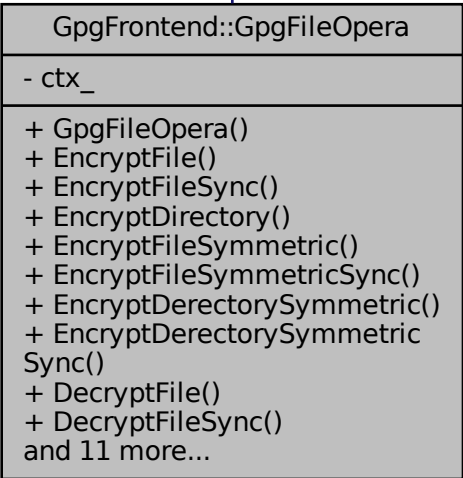 GpgFrontend::GpgFileOpera
- ctx_
+ GpgFileOpera()
+ EncryptFile()
+ EncryptFileSync()
+ EncryptDirectory()
+ EncryptFileSymmetric()
+ EncryptFileSymmetricSync()
+ EncryptDerectorySymmetric()
+ EncryptDerectorySymmetric
Sync()
+ DecryptFile()
+ DecryptFileSync()
and 11 more...